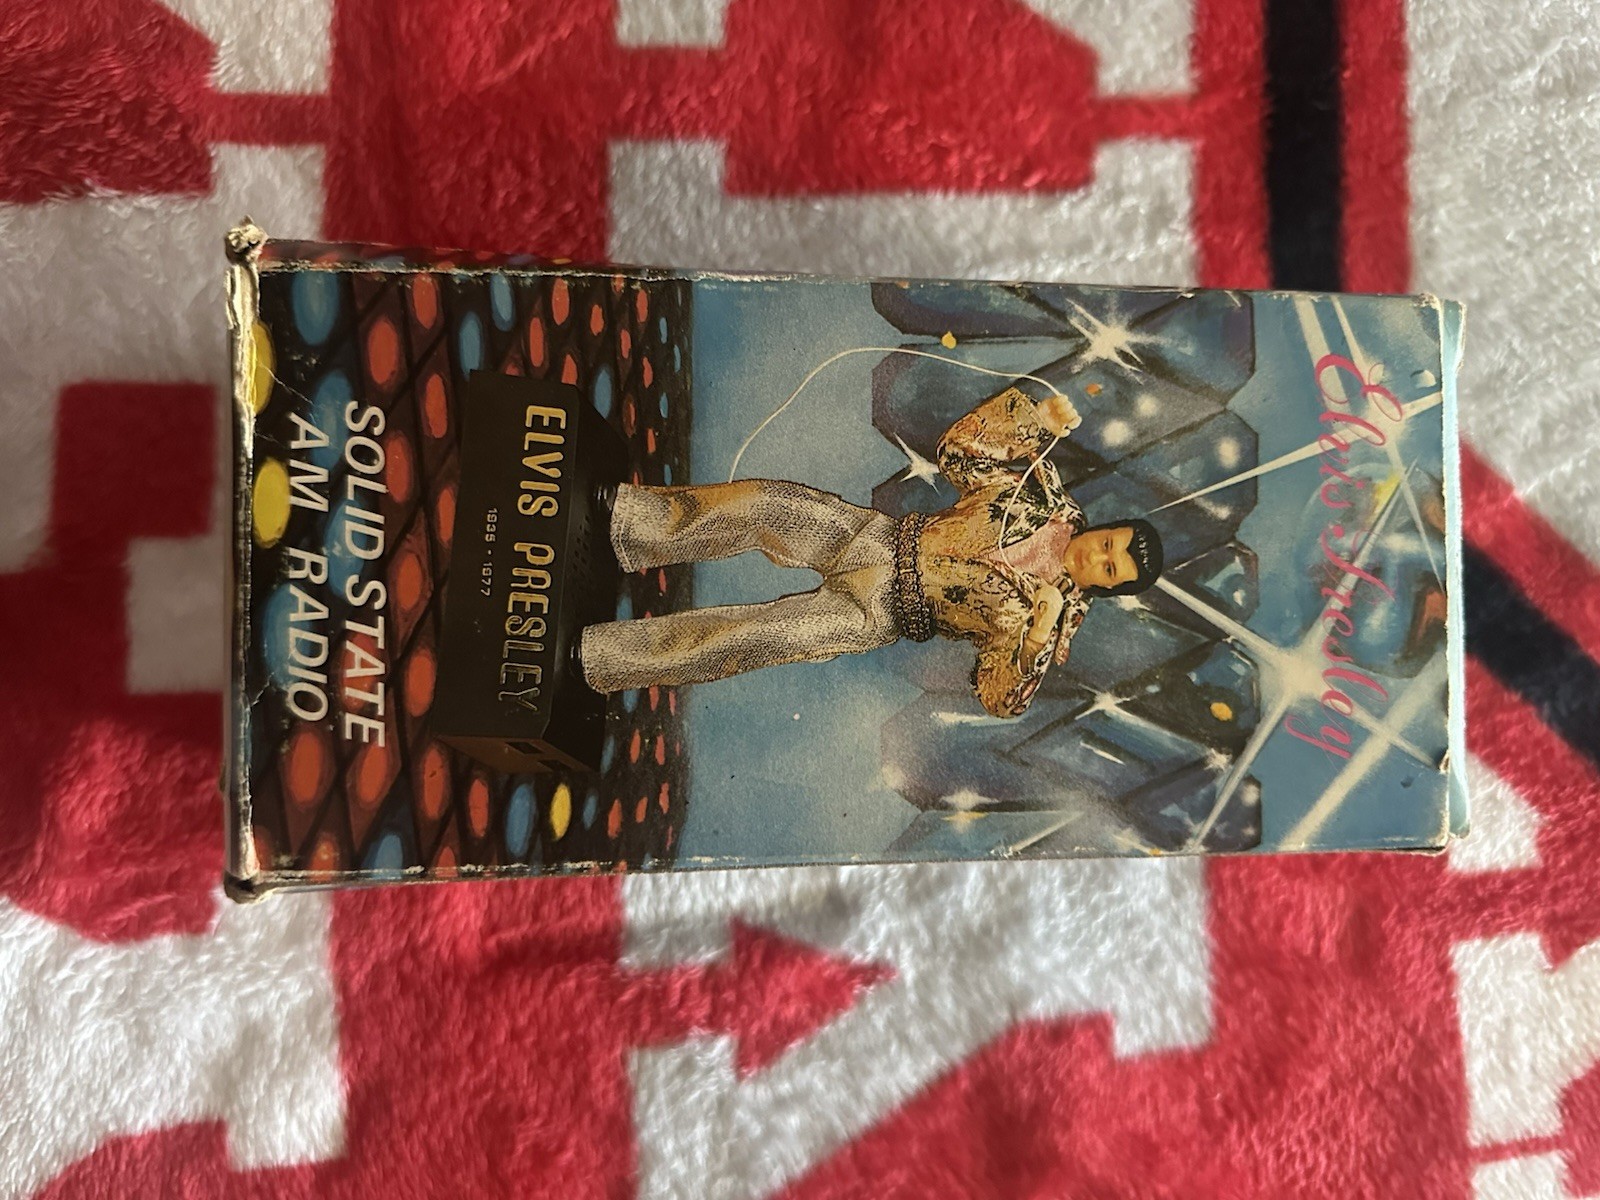 Elvis Presley
ELVIS PRESLEY
1935 - 1977
SOLID STATE
AM RADIO